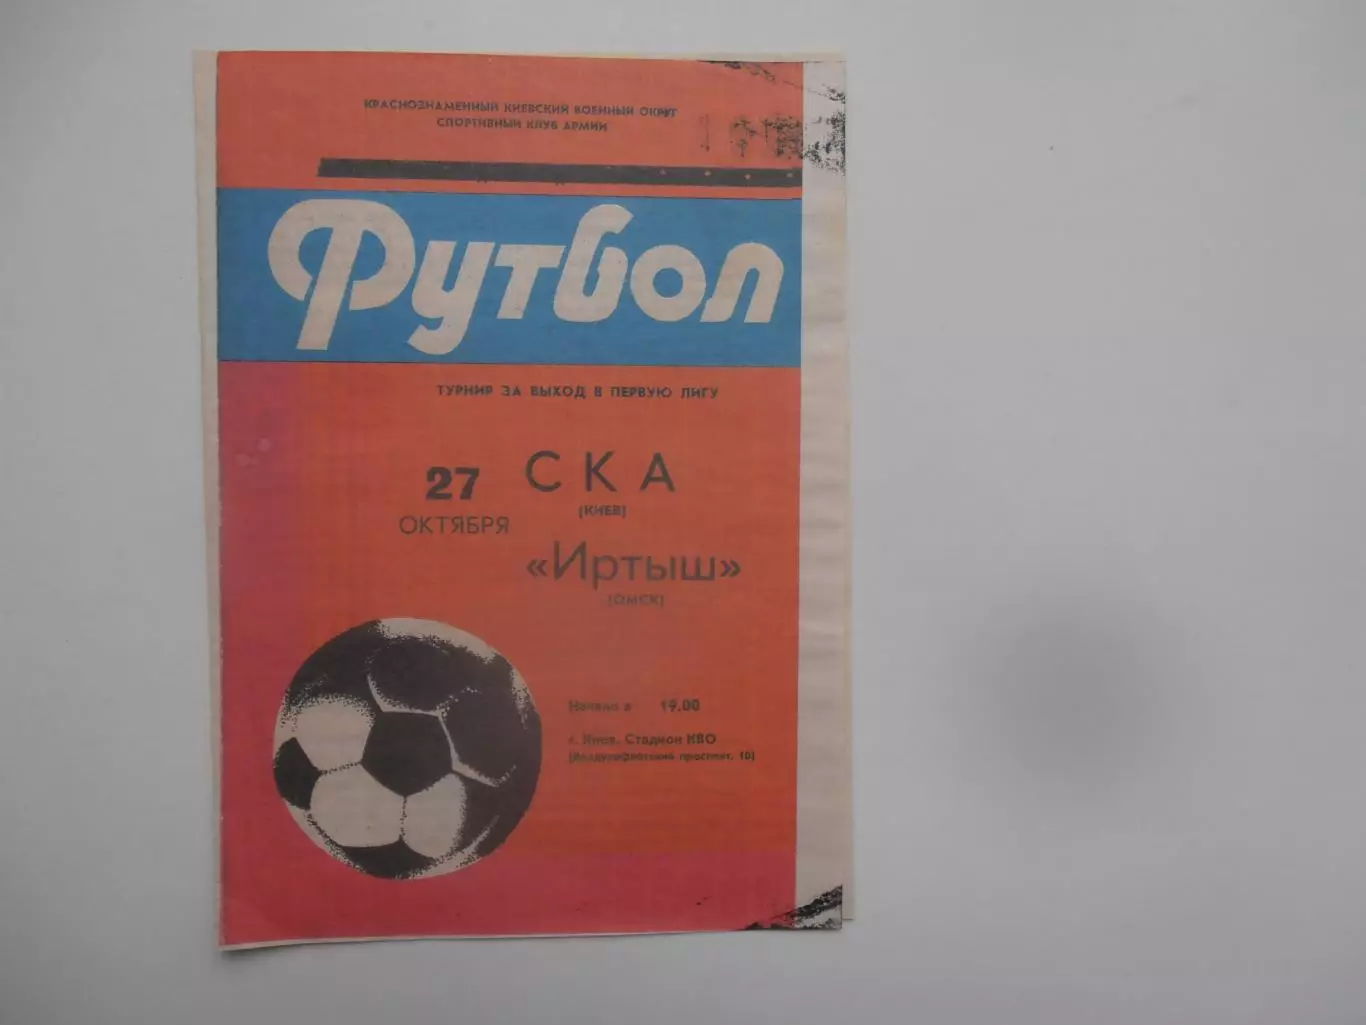 КРАСНОЗНАМЕННЫЙ КИЕВСКИЙ ВОЕННЫЙ ОКРУГ
СПОРТИВНЫЙ КЛУБ АРМИИ
Футбол
ТУРНИР ЗА ВЫХОД В ПЕРВУЮ ЛИГУ
27 ОКТЯБРЯ
СКА
(КИЕВ)
«Иртыш»
(ОМСК)
Начало в 19.00
г. Киев. Стадион КВО
(Воздухофлотский проспект, 10)